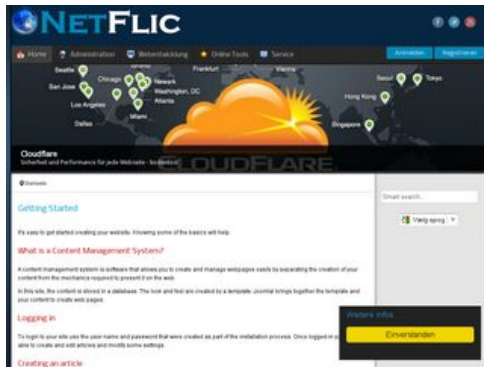 NETFLIC
Home Administration Webentwicklung Online Tools Service Anmelden Registrieren
Seattle
Chicago
Newark
Frankfurt
Vienna
Seoul
Tokyo
San Jose
Washington, DC
Los Angeles
Atlanta
Hong Kong
Dallas
Miami
Singapore
Cloudflare
Sicherheit und Performance für jede Webseite - kostenlos!
CLOUDFLARE
Startseite
Smart search...
Getting Started
Vælg sprog
It's easy to get started creating your website. Knowing some of the basics will help.
What is a Content Management System?
A content management system is software that allows you to create and manage webpages easily by separating the creation of your
content from the mechanics required to present it on the web.
In this site, the content is stored in a database. The look and feel are created by a template. Joomla! brings together the template and
your content to create web pages.
Logging in
To login to your site use the user name and password that were created as part of the installation process. Once logged in
able to create and edit articles and modify some settings.
Creating an article
Weitere Infos
Einverstanden